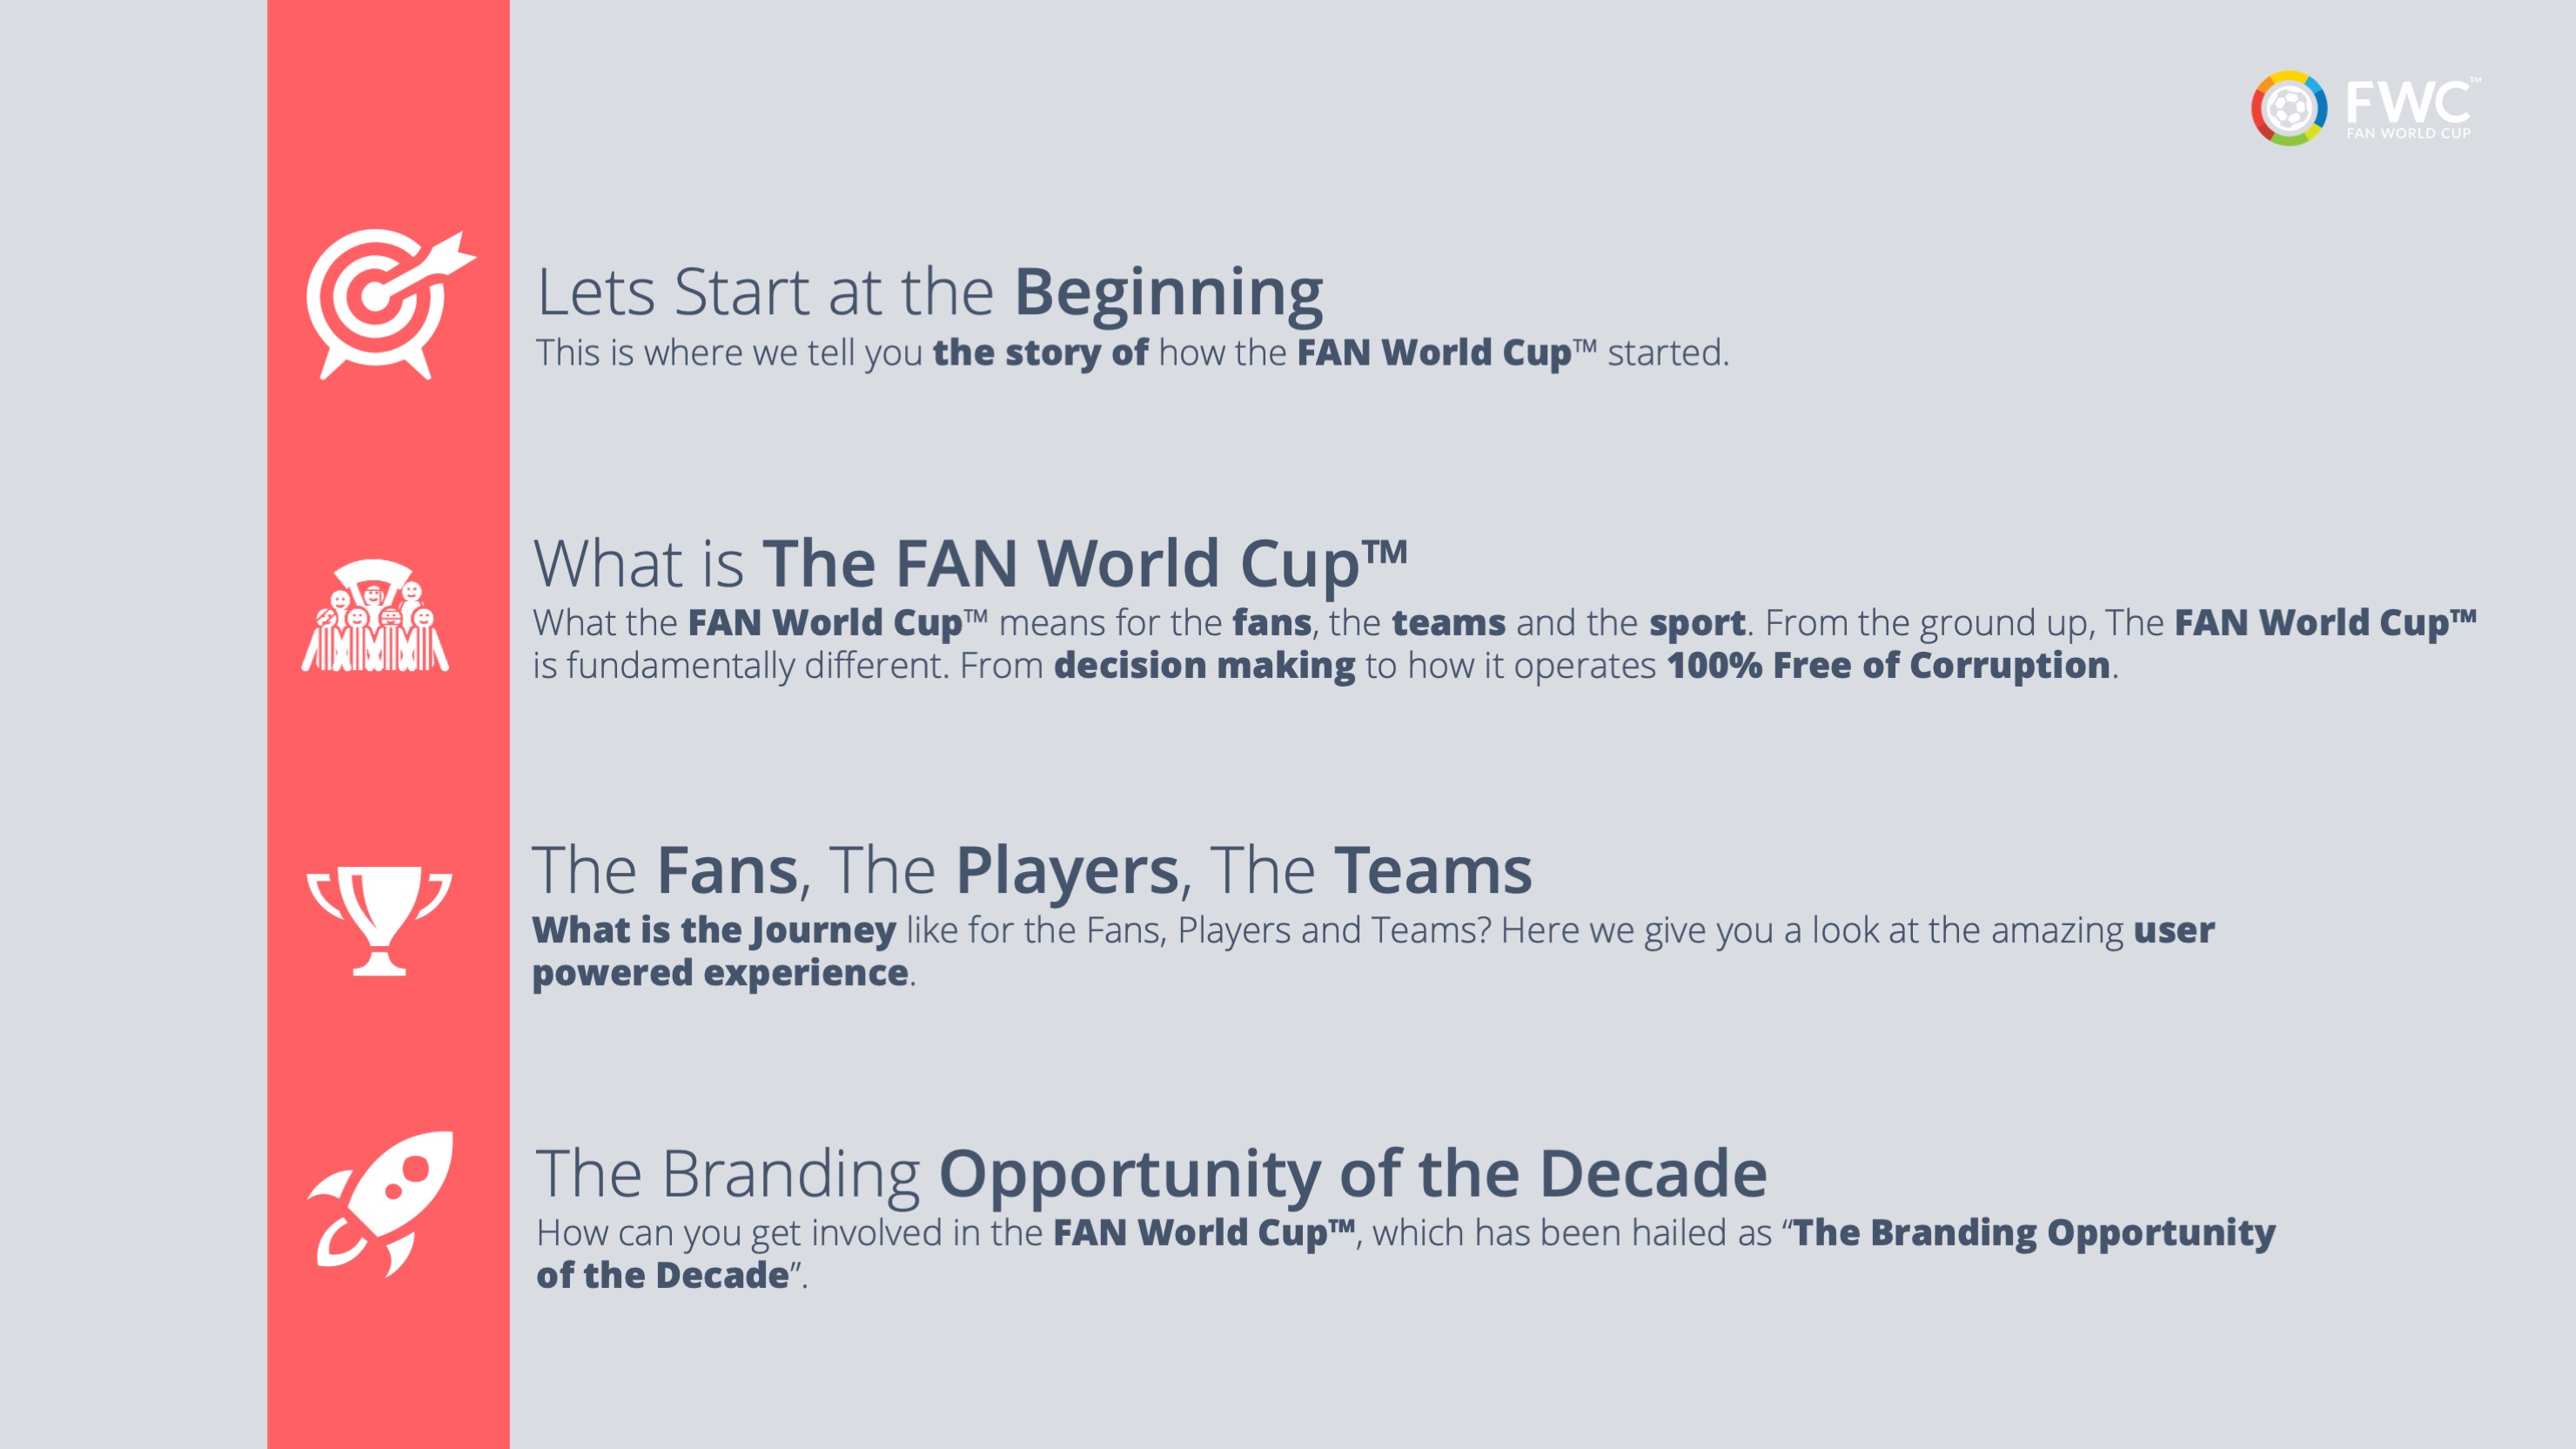 FWC™
FAN WORLD CUP
Lets Start at the Beginning
This is where we tell you the story of how the FAN World Cup™ started.
What is The FAN World Cup™
What the FAN World Cup™ means for the fans, the teams and the sport. From the ground up, The FAN World Cup™
is fundamentally different. From decision making to how it operates 100% Free of Corruption.
The Fans, The Players, The Teams
What is the Journey like for the Fans, Players and Teams? Here we give you a look at the amazing user
powered experience.
The Branding Opportunity of the Decade
How can you get involved in the FAN World Cup™, which has been hailed as “The Branding Opportunity
of the Decade”.